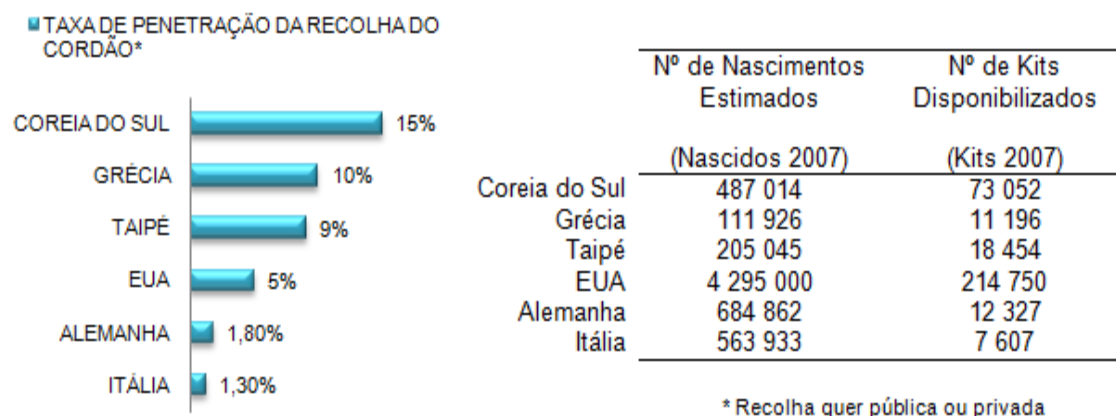 TAXA DE PENETRAÇÃO DA RECOLHA DO
CORDÃO*
COREIA DO SUL 15%
GRÉCIA 10%
TAIPÉ 9%
EUA 5%
ALEMANHA 1,80%
ITÁLIA 1,30%
Nº de Nascimentos Nº de Kits
Estimados Disponibilizados
(Nascidos 2007) (Kits 2007)
Coreia do Sul 487 014 73 052
Grécia 111 926 11 196
Taipé 205 045 18 454
EUA 4 295 000 214 750
Alemanha 684 862 12 327
Itália 563 933 7 607
* Recolha quer pública ou privada